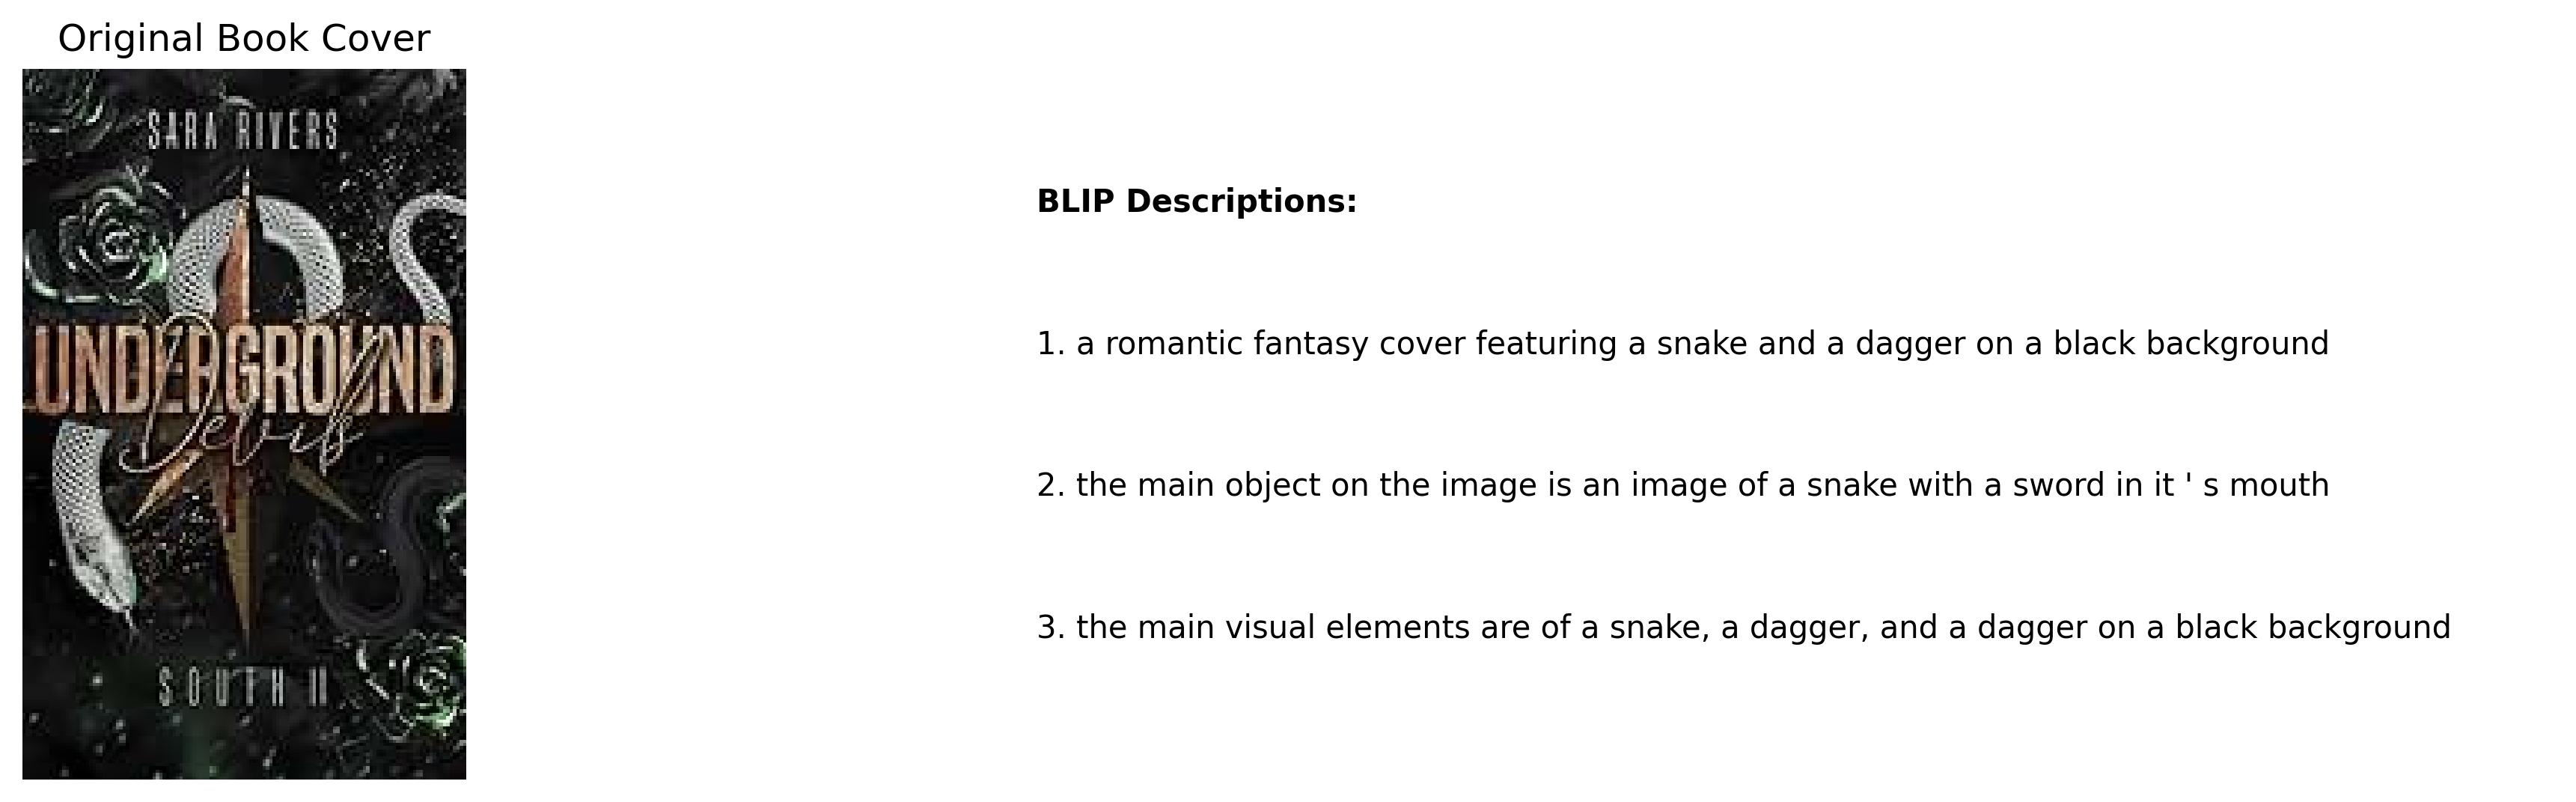 Original Book Cover
SARA RIVERS
UNDERGROUND
Devils
SOUTH II
BLIP Descriptions:
1. a romantic fantasy cover featuring a snake and a dagger on a black background
2. the main object on the image is an image of a snake with a sword in it ' s mouth
3. the main visual elements are of a snake, a dagger, and a dagger on a black background